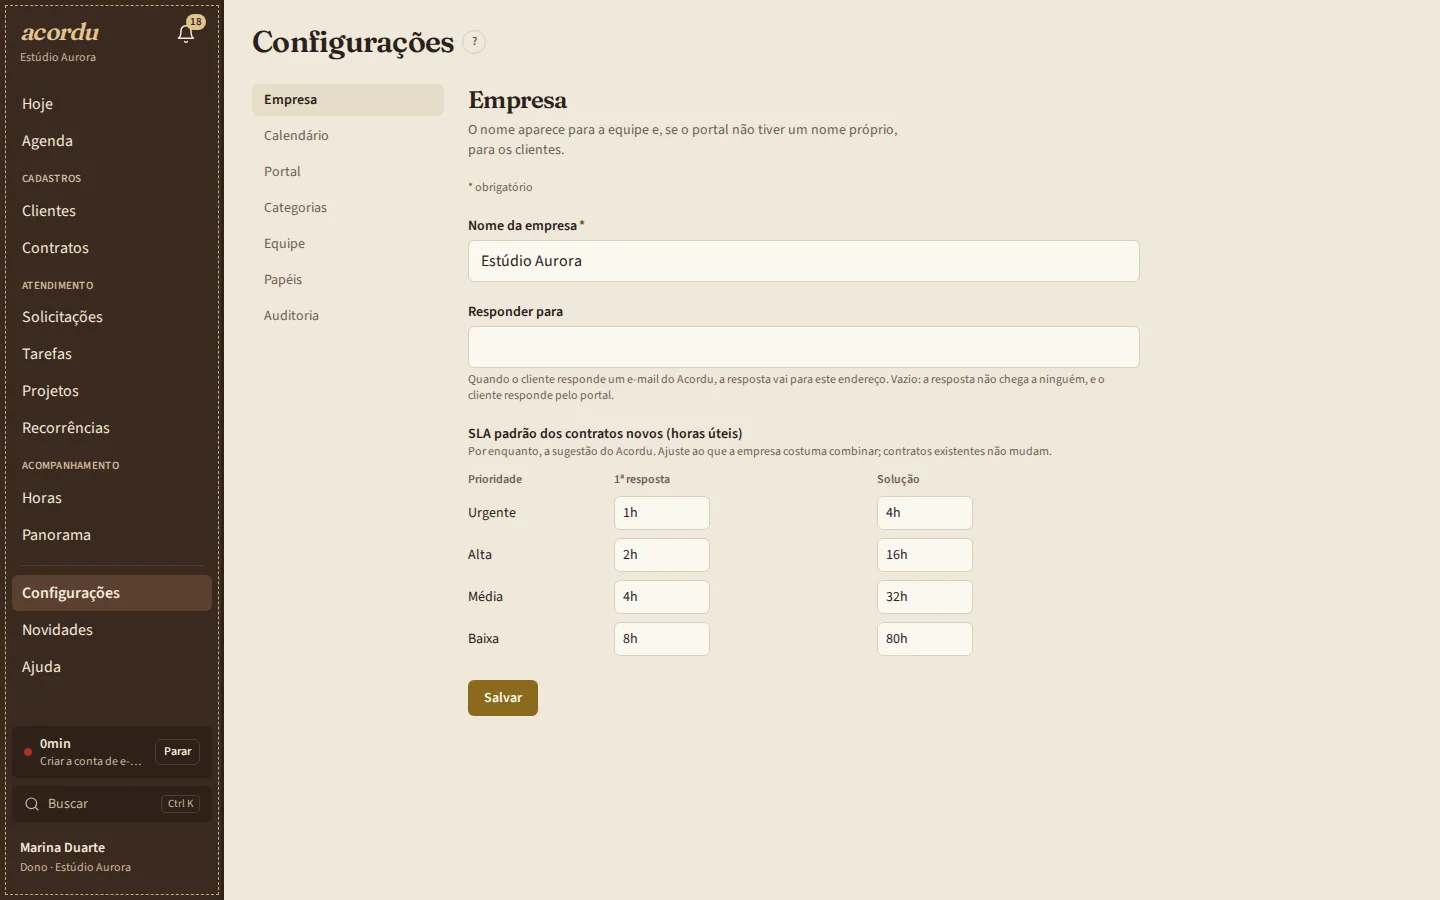 acordu
18
Estúdio Aurora
Hoje
Agenda
CADASTROS
Clientes
Contratos
ATENDIMENTO
Solicitações
Tarefas
Projetos
Recorrências
ACOMPANHAMENTO
Horas
Panorama
Configurações
Novidades
Ajuda
0min
Criar a conta de e-...
Parar
Buscar
Ctrl K
Marina Duarte
Dono · Estúdio Aurora
Configurações
?
Empresa
Calendário
Portal
Categorias
Equipe
Papéis
Auditoria
Empresa
O nome aparece para a equipe e, se o portal não tiver um nome próprio,
para os clientes.
* obrigatório
Nome da empresa *
Estúdio Aurora
Responder para
Quando o cliente responde um e-mail do Acordu, a resposta vai para este endereço. Vazio: a resposta não chega a ninguém, e o
cliente responde pelo portal.
SLA padrão dos contratos novos (horas úteis)
Por enquanto, a sugestão do Acordu. Ajuste ao que a empresa costuma combinar; contratos existentes não mudam.
Prioridade 1ª resposta Solução
Urgente 1h 4h
Alta 2h 16h
Média 4h 32h
Baixa 8h 80h
Salvar